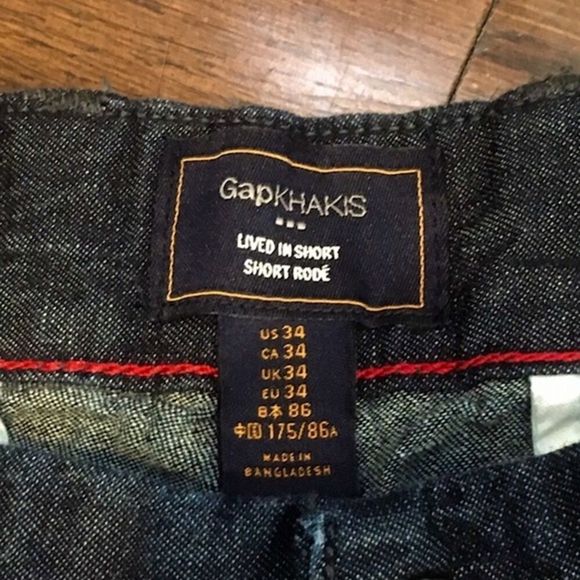 GapKHAKIS
LIVED IN SHORT
SHORT RODÉ
US 34
CA 34
UK 34
EU 34
日本 86
中国 175/86A
MADE IN
BANGLADESH